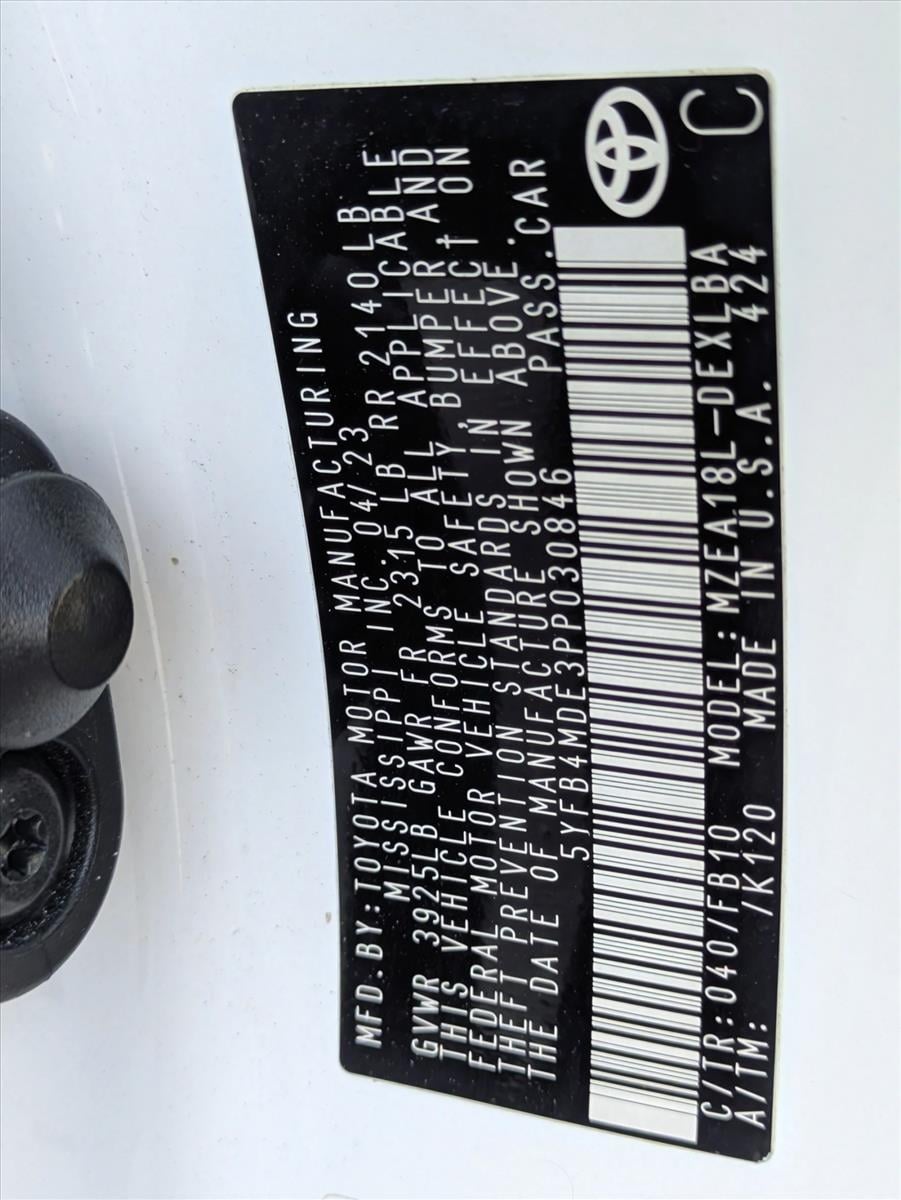 MFD.BY:TOYOTA MOTOR MANUFACTURING
MISSISSIPPI INC. 04/23
GVWR 3925LB GAWR FR 2315 LB RR 2140LB
THIS VEHICLE CONFORMS TO ALL APPLICABLE
FEDERAL MOTOR VEHICLE SAFETY, BUMPER, AND
THEFT PREVENTION STANDARDS IN EFFECT ON
THE DATE OF MANUFACTURE SHOWN ABOVE.
5YFB4MDE3PP030846 PASS.CAR
C/TR:040/FB10 MODEL:MZEA18L-DEXLBA
A/TM: /K120 MADE IN U.S.A. 424
C